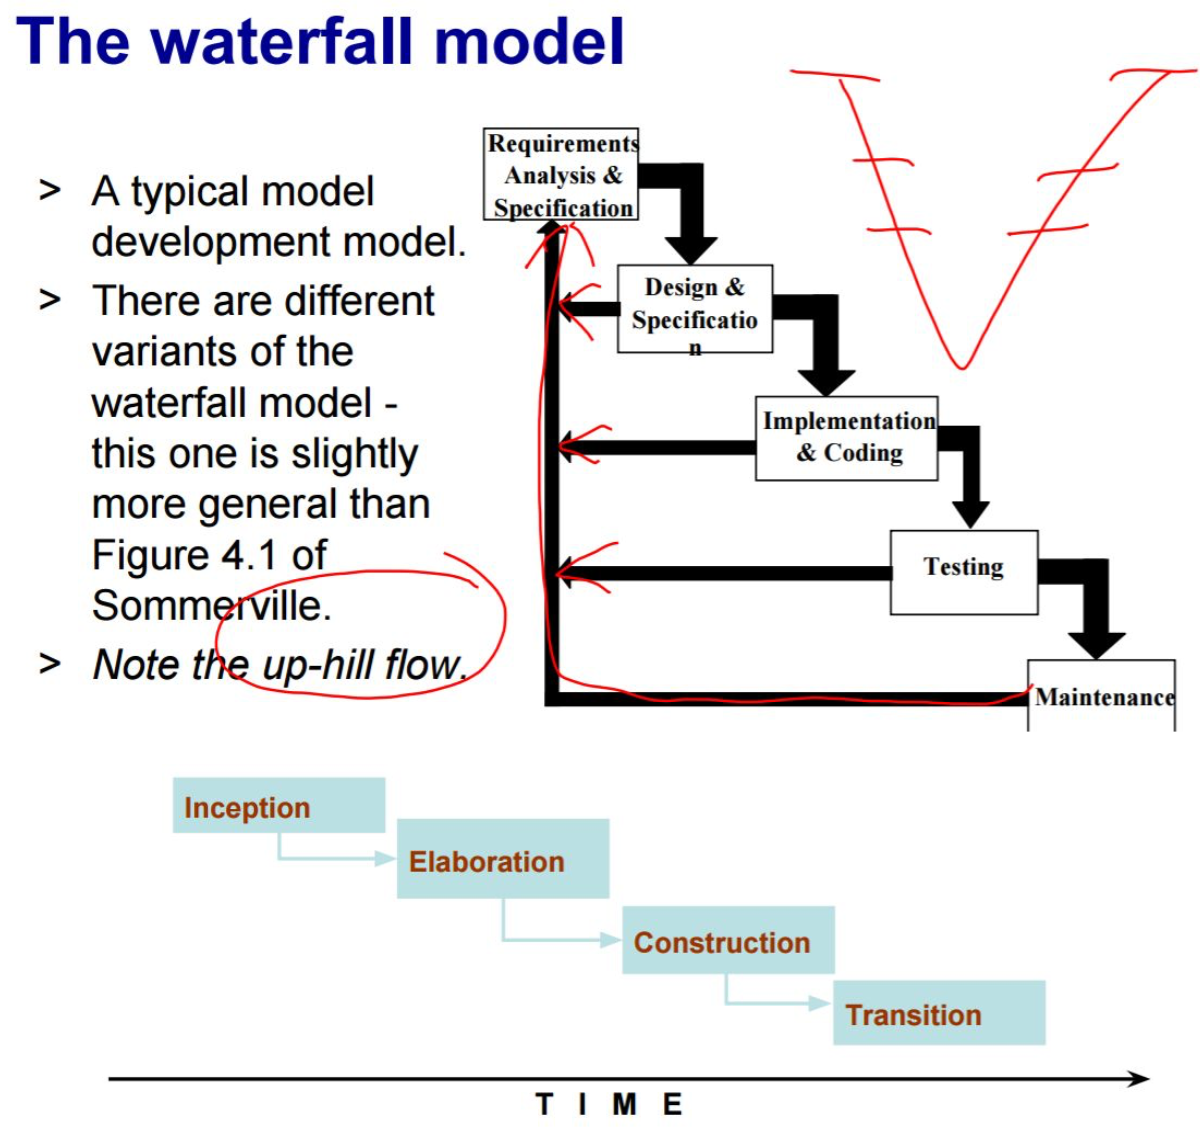 The waterfall model
> A typical model
development model.
> There are different
variants of the
waterfall model -
this one is slightly
more general than
Figure 4.1 of
Sommerville.
> Note the up-hill flow.
Requirements
Analysis &
Specification
Design &
Specificatio
n
Implementation
& Coding
Testing
Maintenance
Inception
Elaboration
Construction
Transition
T I M E